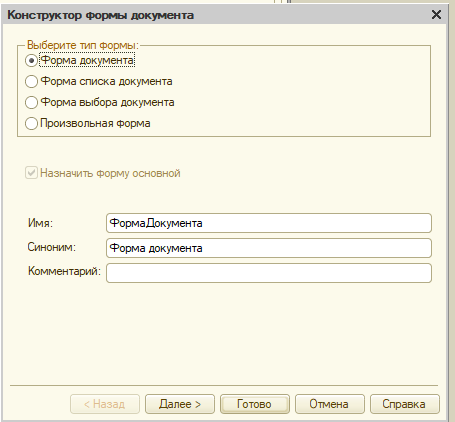 Конструктор формы документа
Выберите тип формы:
Форма документа
Форма списка документа
Форма выбора документа
Произвольная форма
Назначить форму основной
Имя: ФормаДокумента
Синоним: Форма документа
Комментарий:
< Назад Далее > Готово Отмена Справка